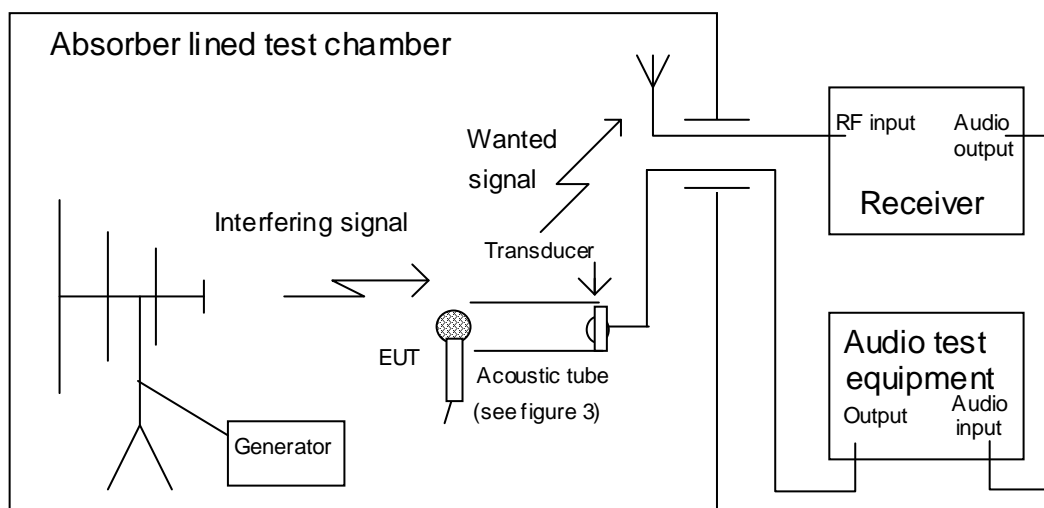 Absorber lined test chamber
Wanted
signal
Interfering signal
Transducer
EUT
Acoustic tube
(see figure 3)
Generator
RF input
Audio
output
Receiver
Audio test
equipment
Output
Audio
input